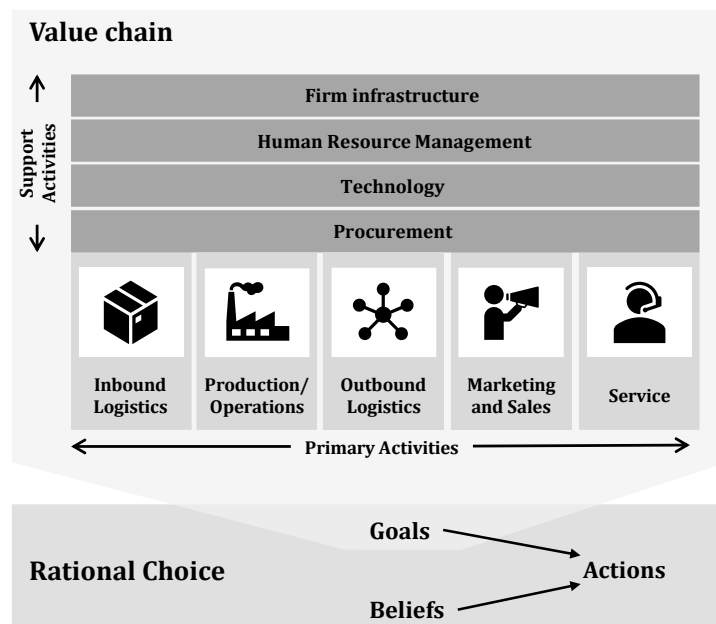 Value chain
Support
Activities
Firm infrastructure
Human Resource Management
Technology
Procurement
Inbound
Logistics
Production/
Operations
Outbound
Logistics
Marketing
and Sales
Service
Primary Activities
Rational Choice
Goals
Actions
Beliefs